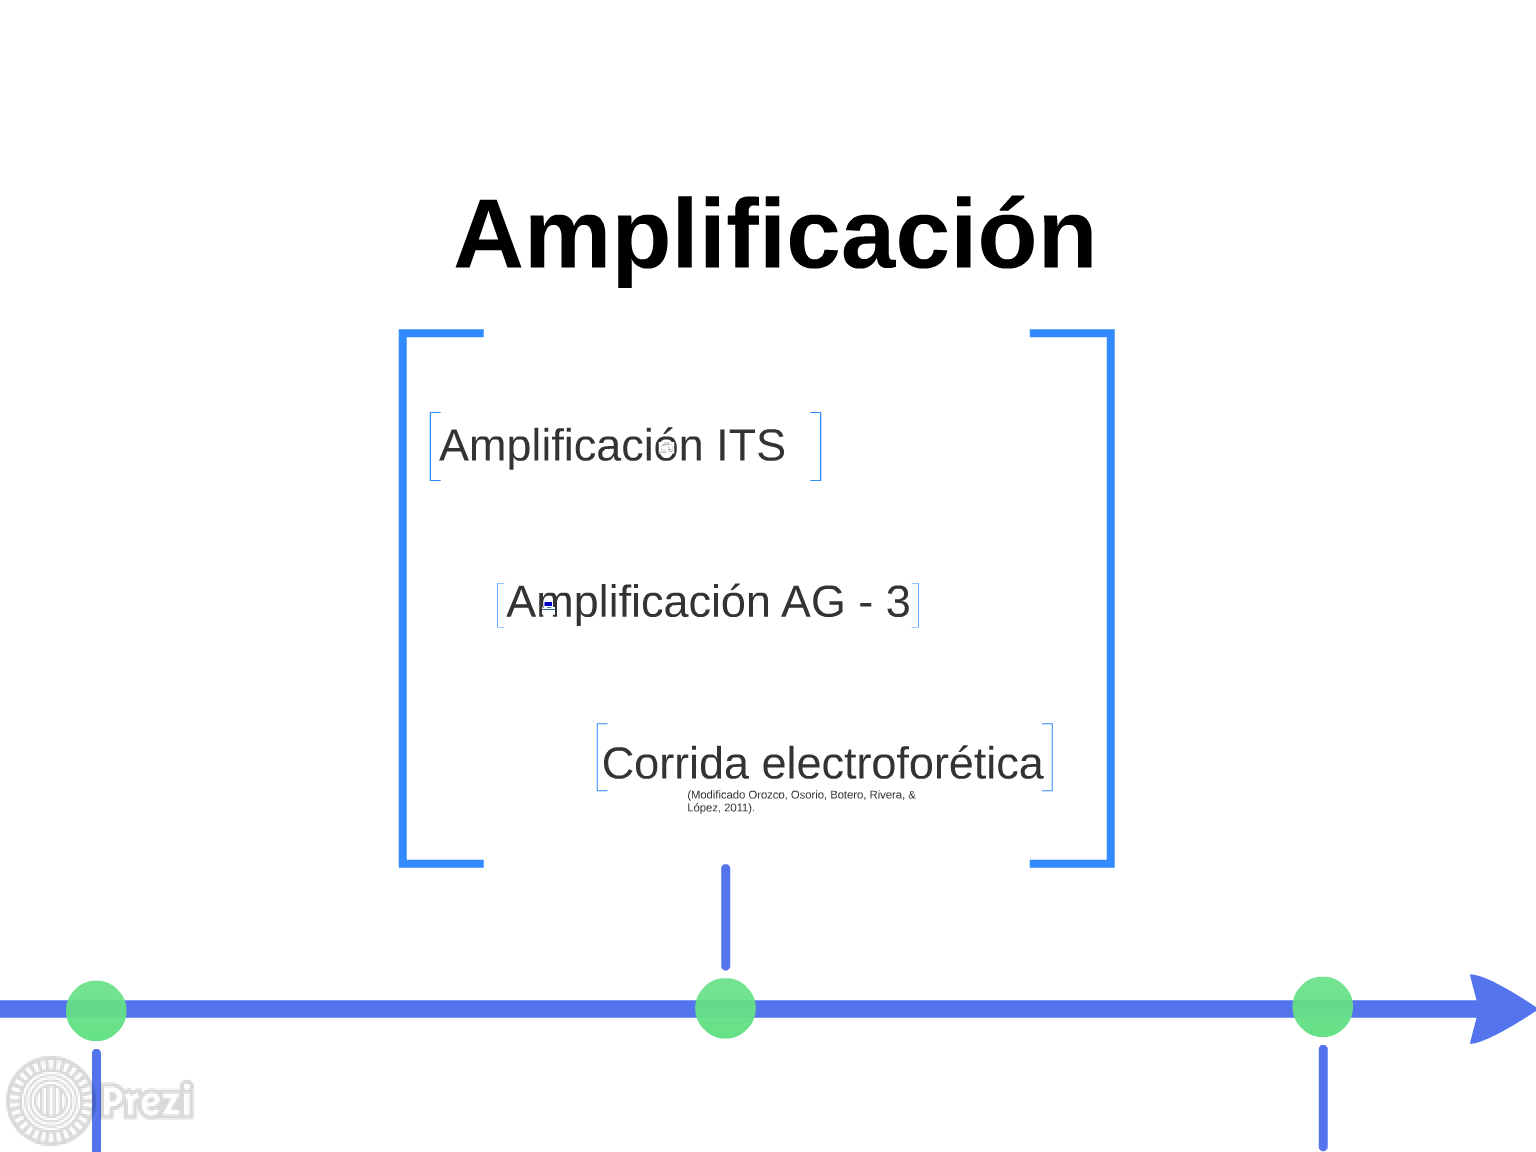 Amplificación
Amplificación ITS
Amplificación AG - 3
Corrida electroforética
(Modificado Orozco, Osorio, Botero, Rivera, &
López, 2011).
Prezi